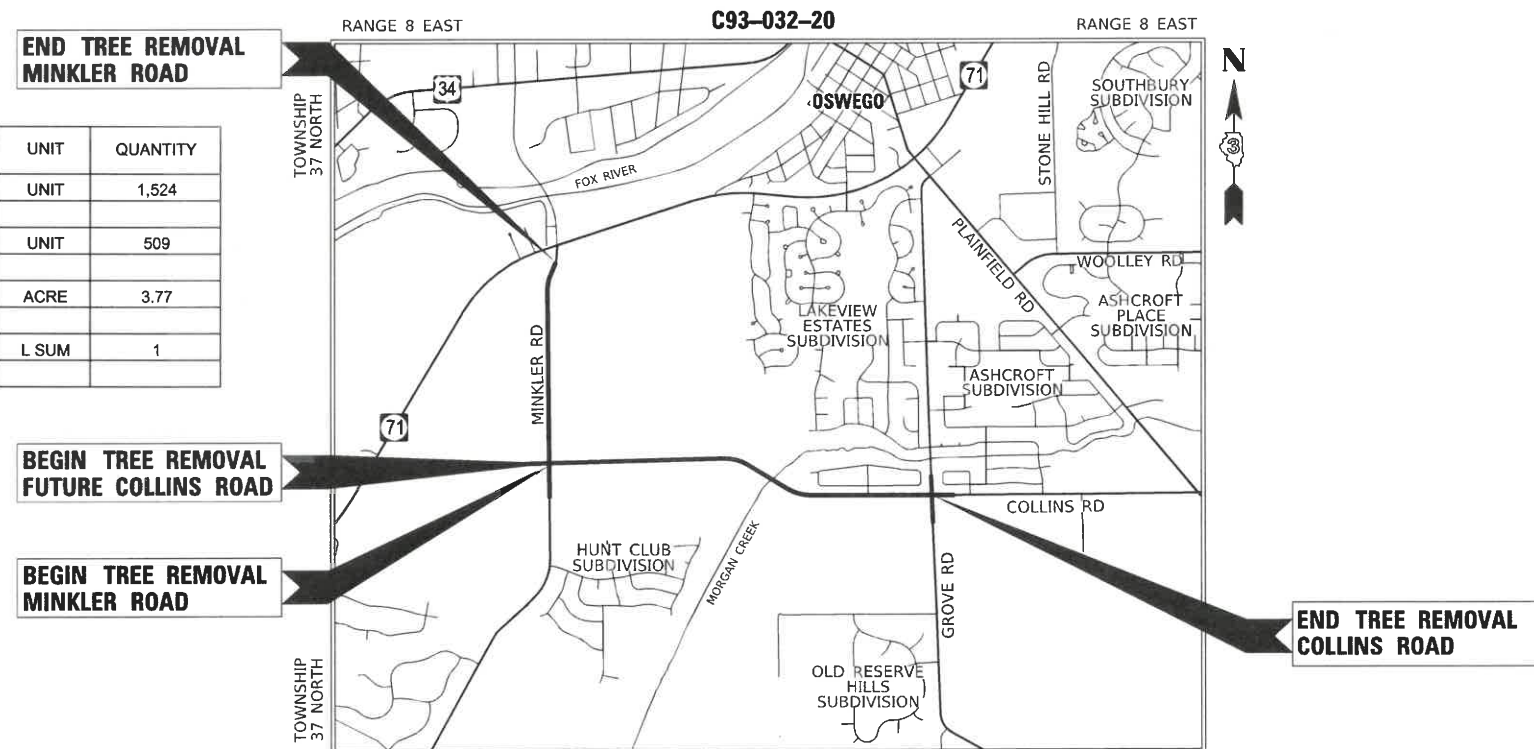 C93–032–20
RANGE 8 EAST
RANGE 8 EAST
END TREE REMOVAL
MINKLER ROAD
UNIT QUANTITY
UNIT 1,524
UNIT 509
ACRE 3.77
L SUM 1
TOWNSHIP
37 NORTH
34
OSWEGO
71
STONE HILL RD
SOUTHBURY
SUBDIVISION
N
3
FOX RIVER
PLAINFIELD RD
WOOLLEY RD
LAKEVIEW
ESTATES
SUBDIVISION
ASHCROFT
PLACE
SUBDIVISION
MINKLER RD
ASHCROFT
SUBDIVISION
71
BEGIN TREE REMOVAL
FUTURE COLLINS ROAD
COLLINS RD
BEGIN TREE REMOVAL
MINKLER ROAD
HUNT CLUB
SUBDIVISION
MORGAN CREEK
GROVE RD
END TREE REMOVAL
COLLINS ROAD
OLD RESERVE
HILLS
SUBDIVISION
TOWNSHIP
37 NORTH